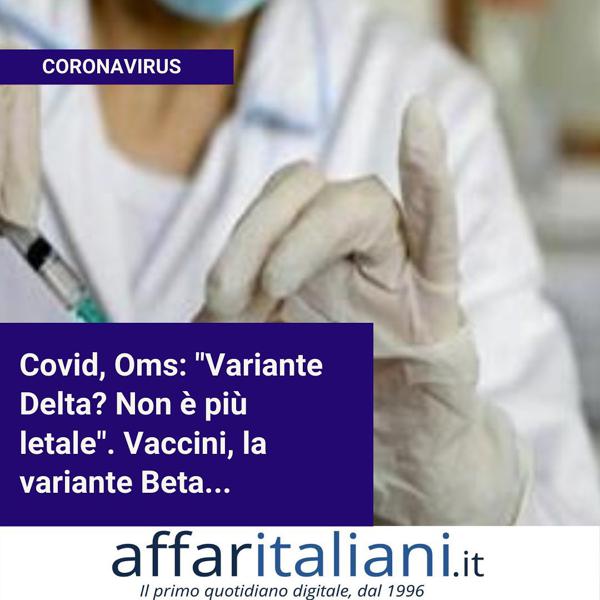 CORONAVIRUS
Covid, Oms: "Variante
Delta? Non è più
letale". Vaccini, la
variante Beta...
affaritaliani.it
Il primo quotidiano digitale, dal 1996